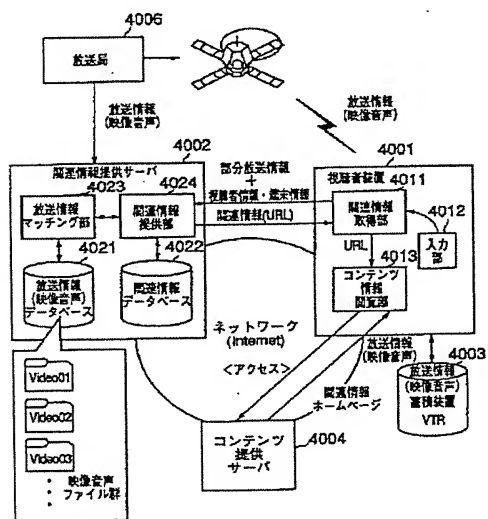 4006
放送局
放送情報
(映像音声)
放送情報
(映像音声)
4002
関連情報提供サーバ
4023
放送情報
マッチング部
4024
関連情報
提供部
部分放送情報
+
視聴者情報・端末情報
関連情報(URL)
4001
視聴者装置
4011
関連情報
取得部
4012
入力部
URL
4013
コンテンツ
情報
閲覧部
4021
放送情報
(映像音声)
データベース
4022
関連情報
データベース
ネットワーク
(Internet)
<アクセス>
放送情報
(映像音声)
4003
放送情報
(映像音声)
蓄積装置
VTR
関連情報
ホームページ
Video01
Video02
Video03
映像音声
ファイル群
コンテンツ
提供
サーバ
4004